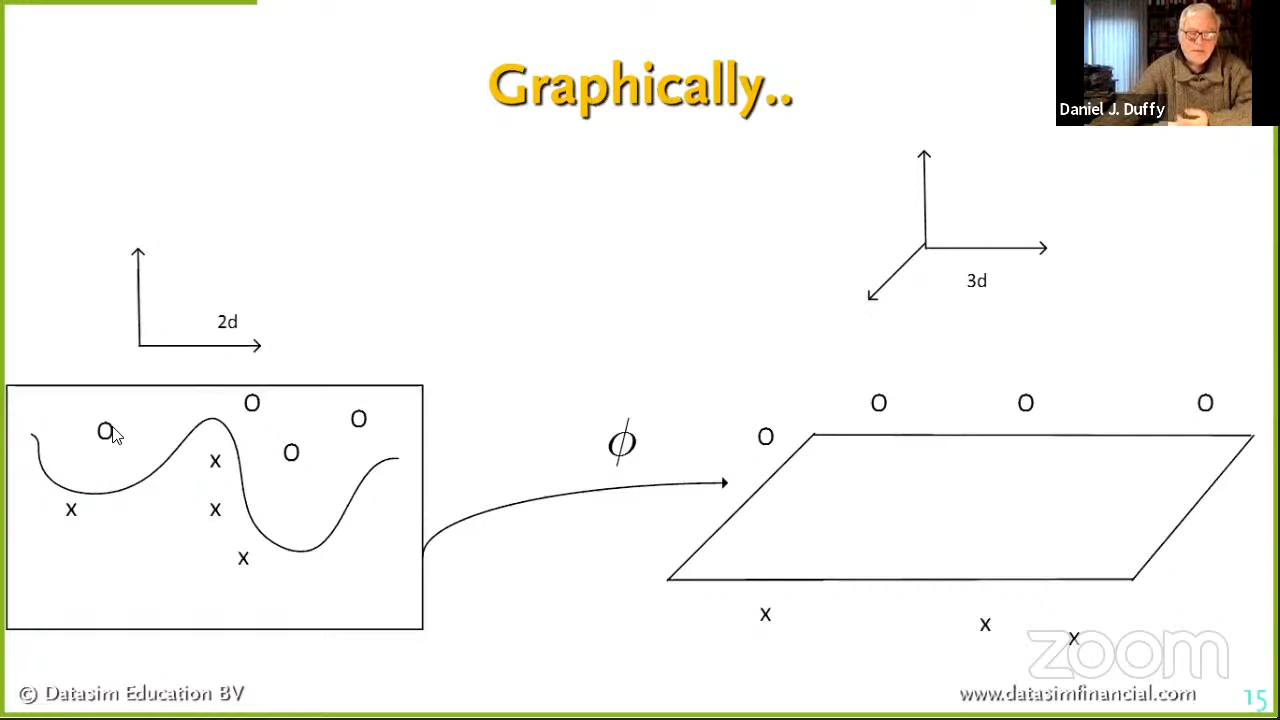 Graphically..
Daniel J. Duffy
3d
2d
O
O
O
O
x
x
x
x
ϕ
O
O
O
O
x
x
x
zoom
© Datasim Education BV
www.datasimfinancial.com
15